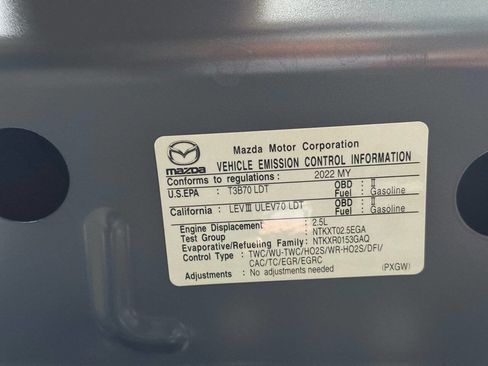 Mazda Motor Corporation
mazda VEHICLE EMISSION CONTROL INFORMATION
Conforms to regulations : 2022 MY
U.S.EPA : T3B70 LDT OBD : II
Fuel : Gasoline
California : LEVIII ULEV70 LDT OBD : II
Fuel : Gasoline
Engine Displacement : 2.5L
Test Group : NTKXT02.5EGA
Evaporative/Refueling Family: NTKXR0153GAQ
Control Type : TWC/WU-TWC/HO2S/WR-HO2S/DFI/
CAC/TC/EGR/EGRC
Adjustments : No adjustments needed (PXGW)